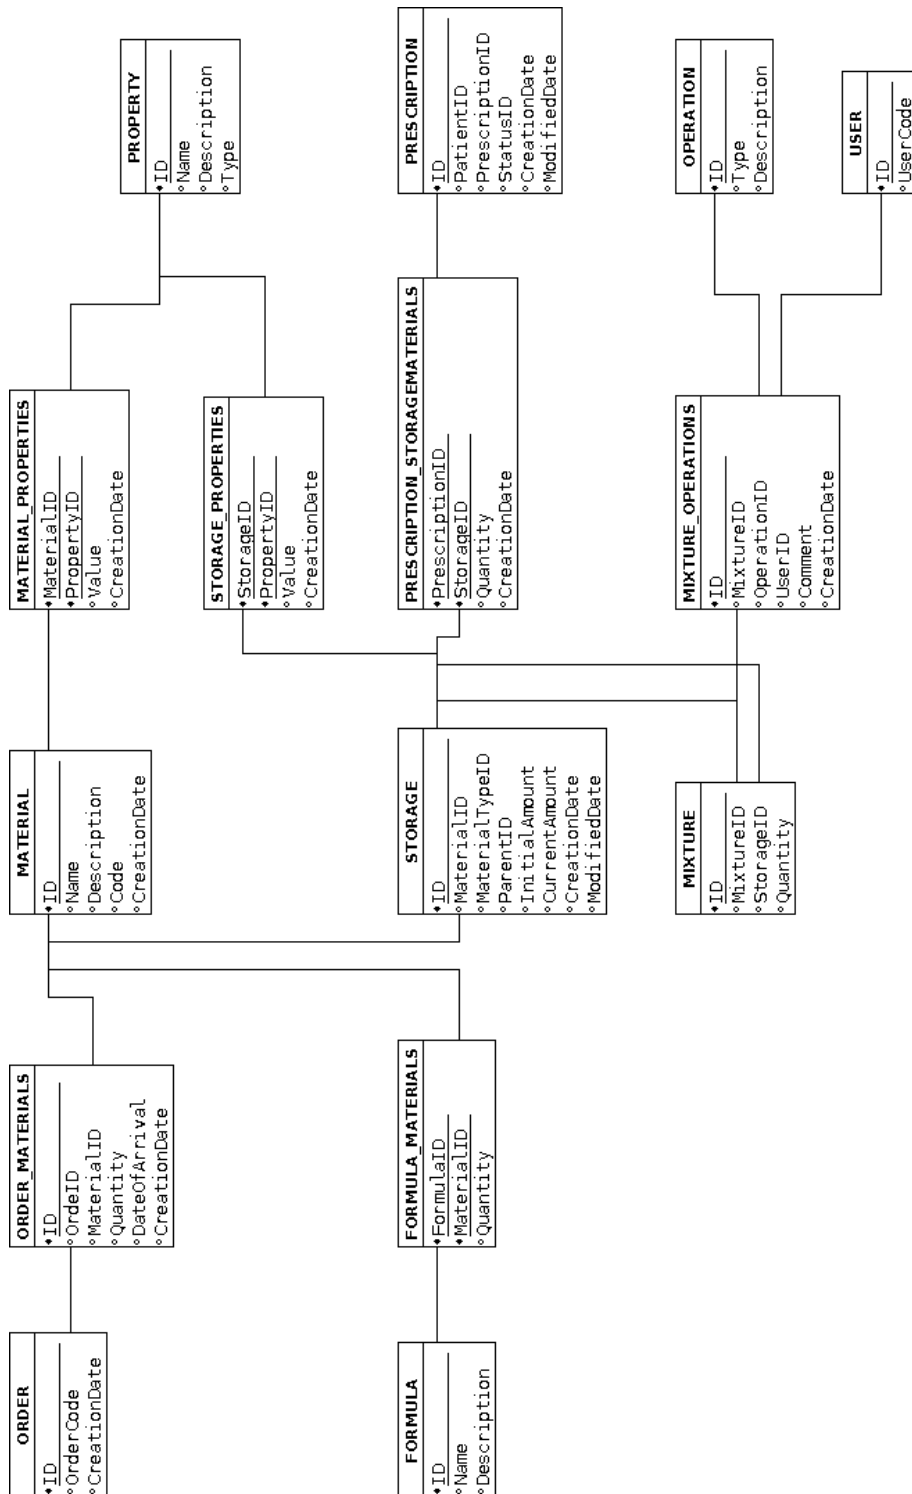 ORDER
ID
OrderCode
CreationDate
ORDER_MATERIALS
ID
OrdeID
MaterialID
Quantity
DateOfArrival
CreationDate
MATERIAL
ID
Name
Description
Code
CreationDate
MATERIAL_PROPERTIES
MaterialID
PropertyID
Value
CreationDate
PROPERTY
ID
Name
Description
Type
STORAGE_PROPERTIES
StorageID
PropertyID
Value
CreationDate
FORMULA
ID
Name
Description
FORMULA_MATERIALS
FormulaID
MaterialID
Quantity
STORAGE
ID
MaterialID
MaterialTypeID
ParentID
InitialAmount
CurrentAmount
CreationDate
ModifiedDate
PRESCRIPTION_STORAGEMATERIALS
PrescriptionID
StorageID
Quantity
CreationDate
PRESCRIPTION
ID
PatientID
PrescriptionID
StatusID
CreationDate
ModifiedDate
MIXTURE
ID
MixtureID
StorageID
Quantity
MIXTURE_OPERATIONS
ID
MixtureID
OperationID
UserID
Comment
CreationDate
OPERATION
ID
Type
Description
USER
ID
UserCode